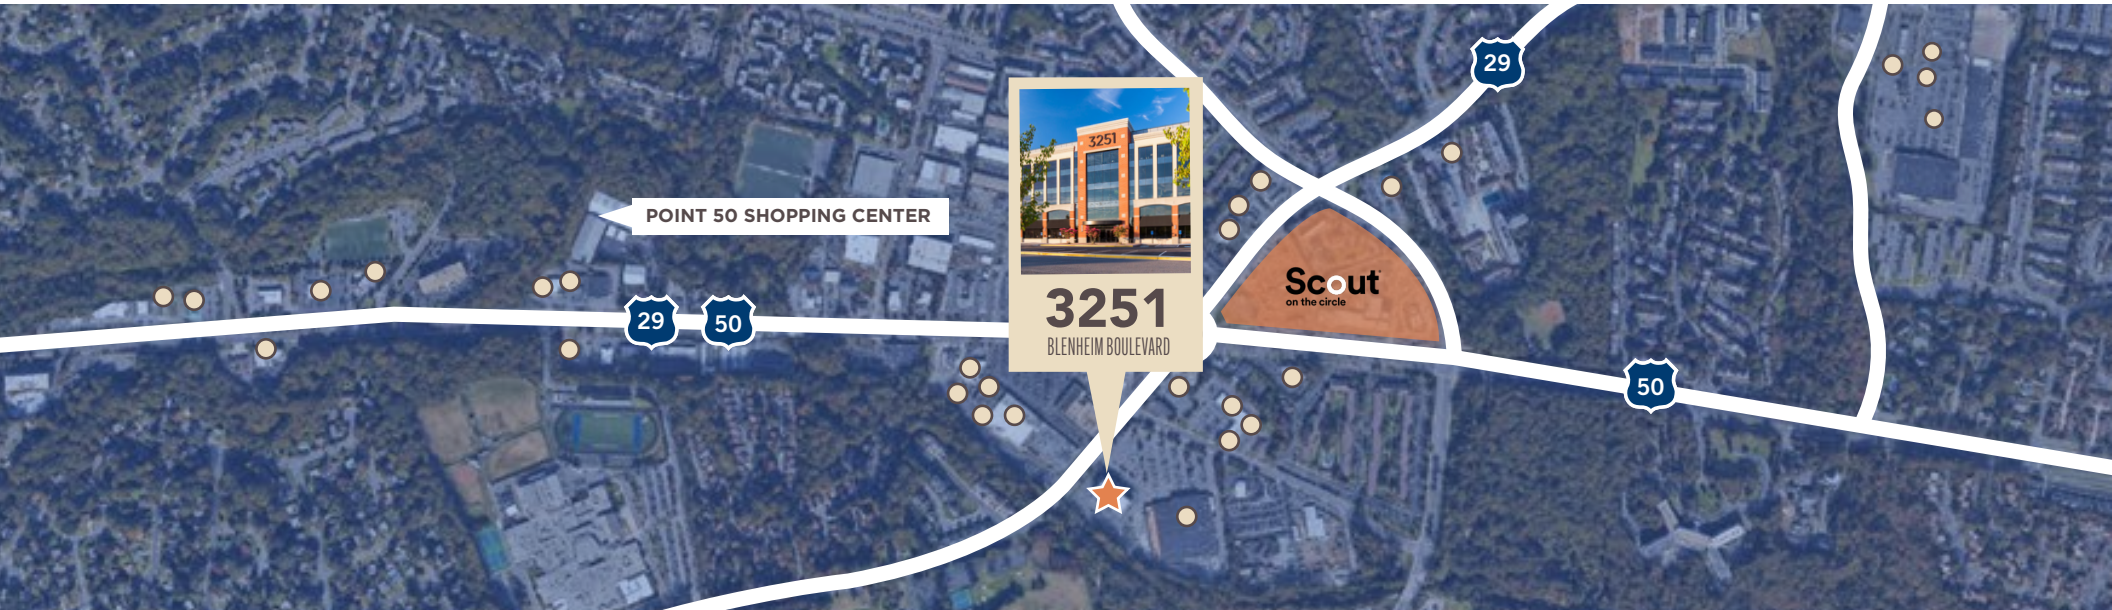 29
3251
POINT 50 SHOPPING CENTER
Scout
on the circle
3251
BLENHEIM BOULEVARD
29
50
50